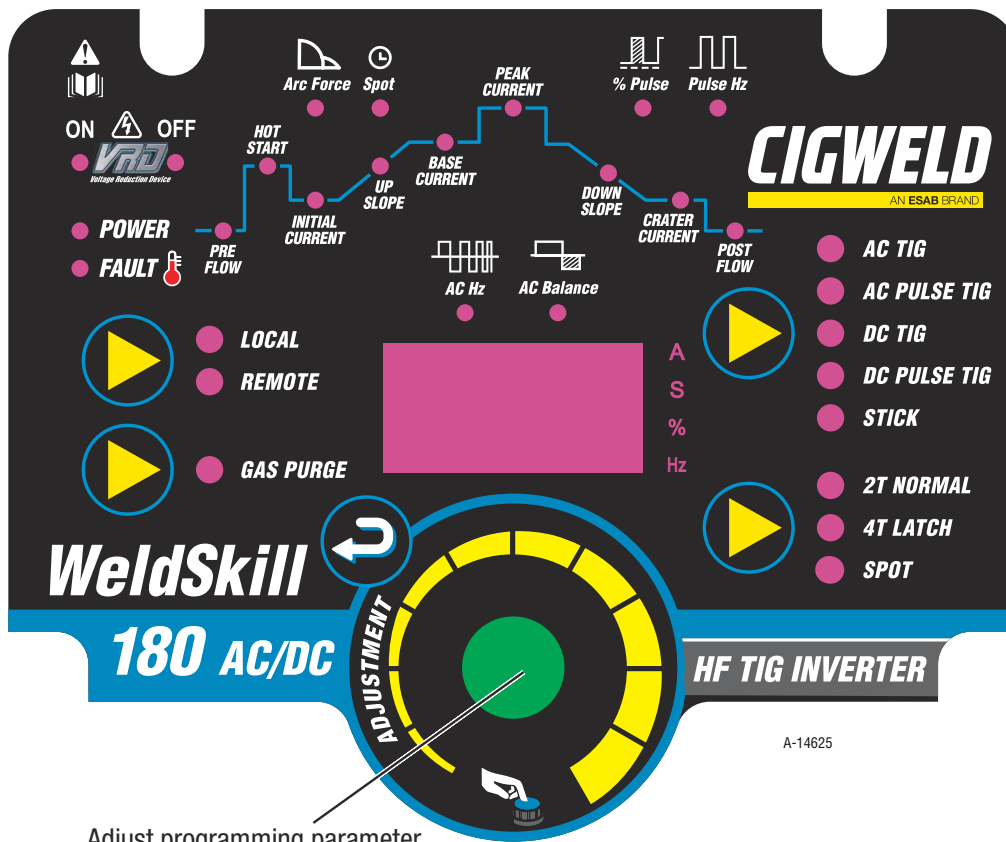 Arc Force
Spot
PEAK
CURRENT
% Pulse
Pulse Hz
ON
OFF
VRD
Voltage Reduction Device
HOT
START
BASE
CURRENT
UP
SLOPE
INITIAL
CURRENT
PRE
FLOW
DOWN
SLOPE
CRATER
CURRENT
POST
FLOW
CIGWELD
AN ESAB BRAND
POWER
FAULT
AC Hz
AC Balance
AC TIG
AC PULSE TIG
DC TIG
DC PULSE TIG
STICK
LOCAL
REMOTE
A
S
%
Hz
GAS PURGE
2T NORMAL
4T LATCH
SPOT
WeldSkill
180 AC/DC
ADJUSTMENT
HF TIG INVERTER
A-14625
Adjust programming parameter